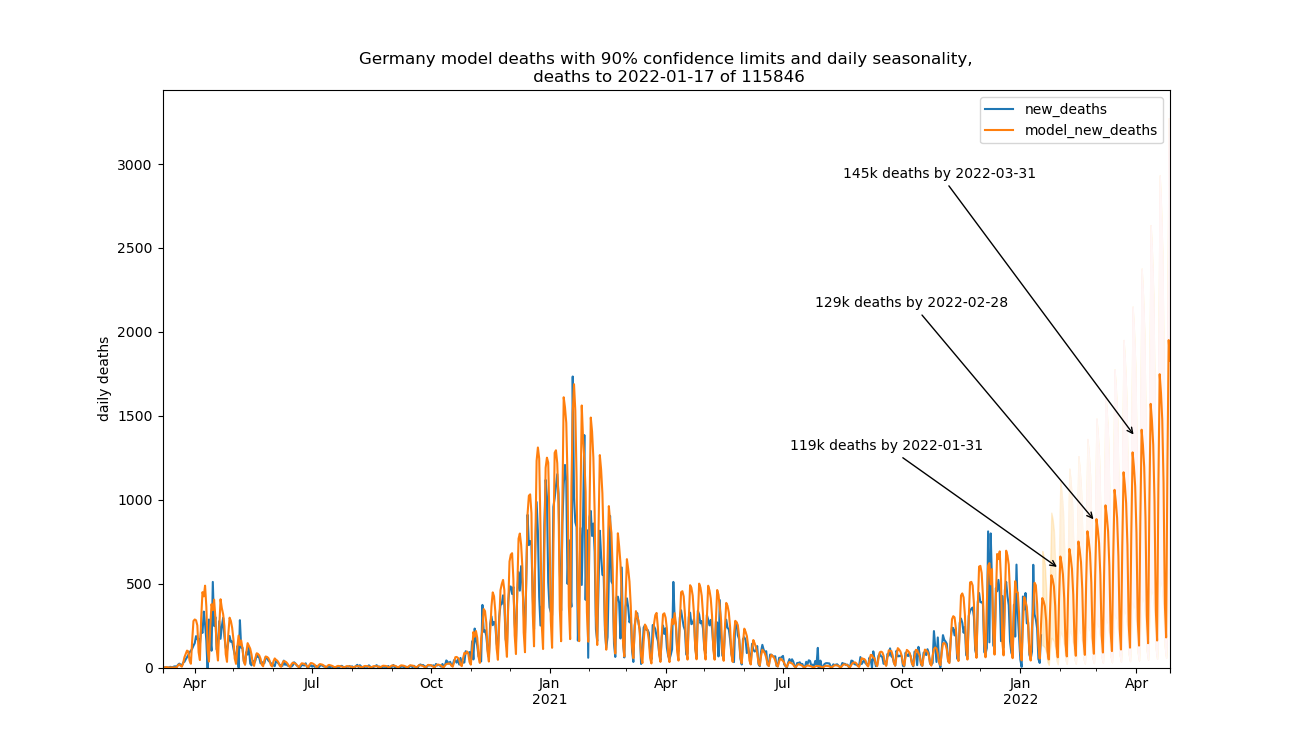 Germany model deaths with 90% confidence limits and daily seasonality,
deaths to 2022-01-17 of 115846
new_deaths
model_new_deaths
3000
145k deaths by 2022-03-31
2500
129k deaths by 2022-02-28
2000
daily deaths
1500
119k deaths by 2022-01-31
1000
500
0
Apr Jul Oct Jan Apr Jul Oct Jan Apr
2021 2022